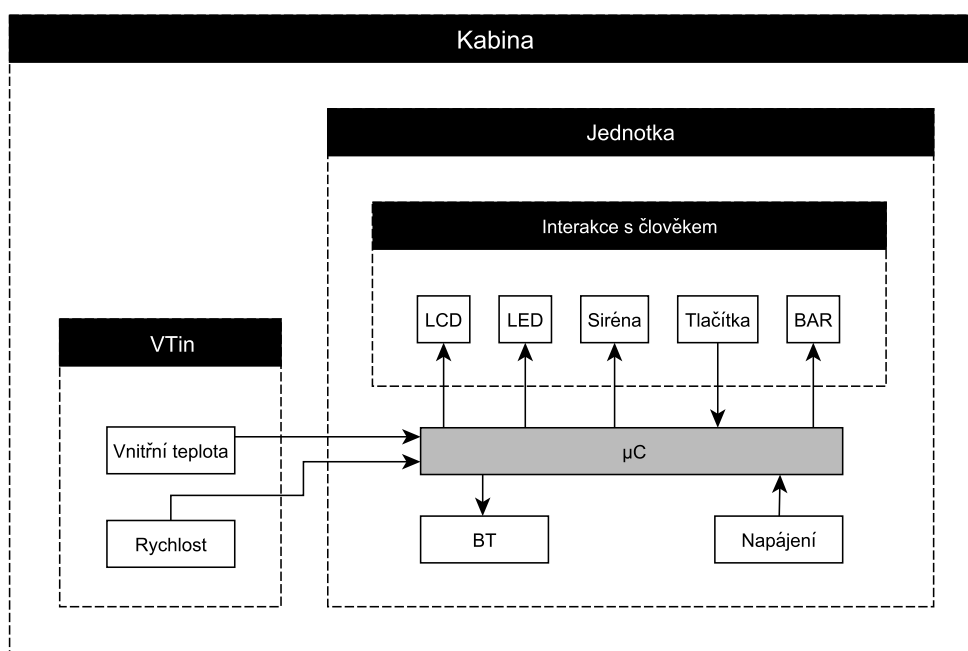 Kabina
Jednotka
Interakce s člověkem
LCD
LED
Siréna
Tlačítka
BAR
VTin
Vnitřní teplota
Rychlost
µC
BT
Napájení